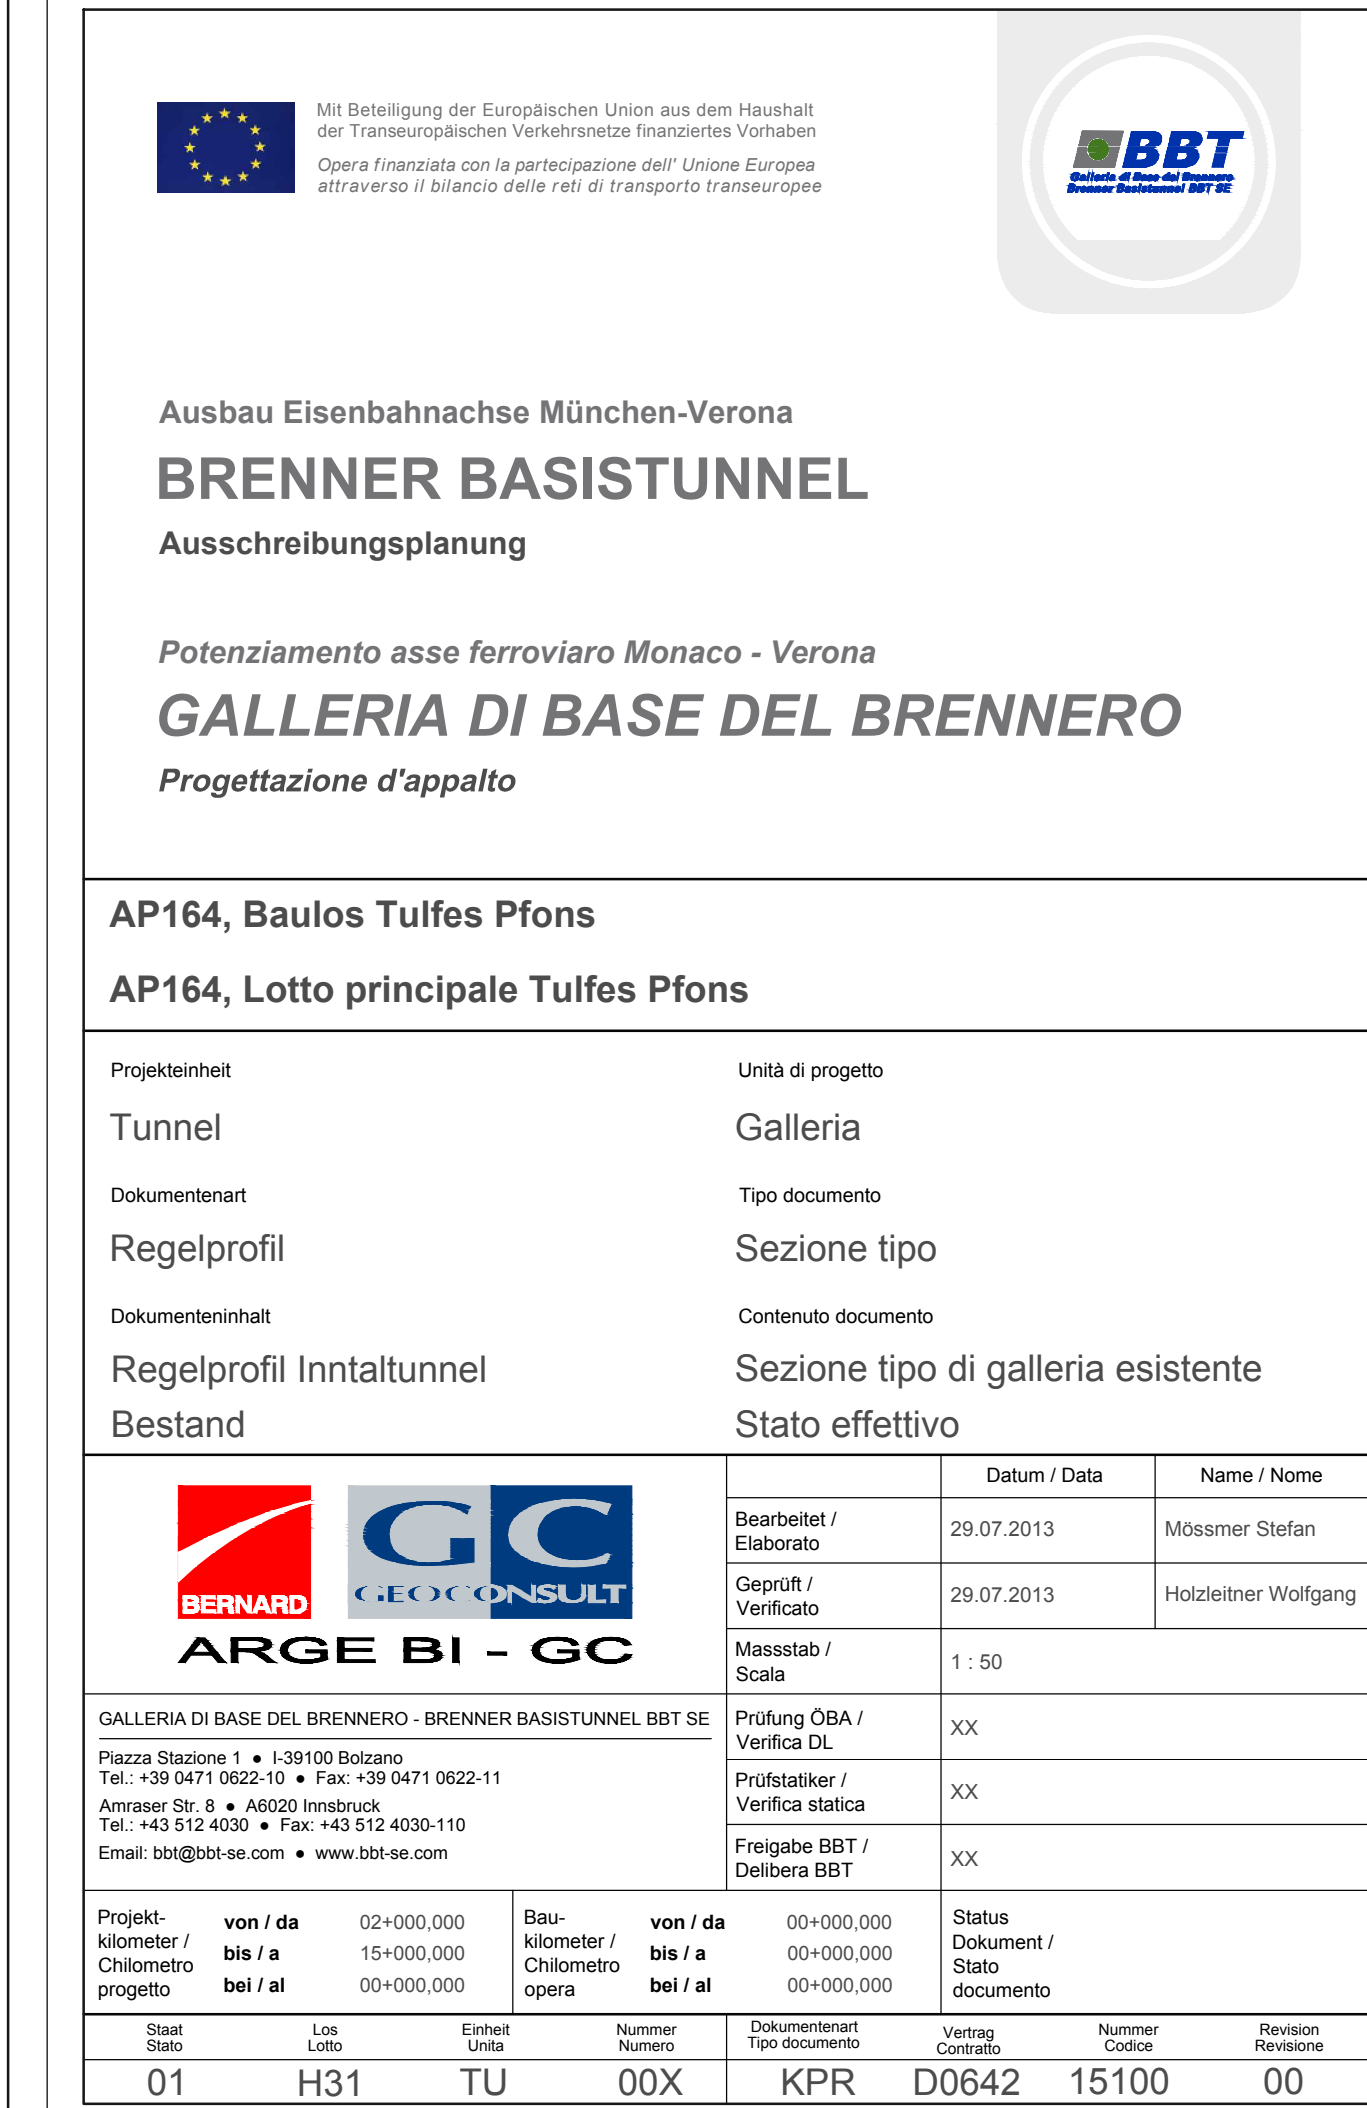 Mit Beteiligung der Europäischen Union aus dem Haushalt
der Transeuropäischen Verkehrsnetze finanziertes Vorhaben
Opera finanziata con la partecipazione dell' Unione Europea
attraverso il bilancio delle reti di transporto transeuropee
BBT
Galleria di Base del Brennero
Brenner Basistunnel BBT SE
Ausbau Eisenbahnachse München-Verona
BRENNER BASISTUNNEL
Ausschreibungsplanung
Potenziamento asse ferroviaro Monaco - Verona
GALLERIA DI BASE DEL BRENNERO
Progettazione d'appalto
AP164, Baulos Tulfes Pfons
AP164, Lotto principale Tulfes Pfons
Projekteinheit
Unità di progetto
Tunnel
Galleria
Dokumentenart
Tipo documento
Regelprofil
Sezione tipo
Dokumenteninhalt
Contenuto documento
Regelprofil Inntaltunnel
Sezione tipo di galleria esistente
Bestand
Stato effettivo
BERNARD
GC
GEOCONSULT
ARGE BI - GC
Datum / Data
Name / Nome
Bearbeitet /
Elaborato
29.07.2013
Mössmer Stefan
Geprüft /
Verificato
29.07.2013
Holzleitner Wolfgang
Massstab /
Scala
1 : 50
GALLERIA DI BASE DEL BRENNERO - BRENNER BASISTUNNEL BBT SE
Piazza Stazione 1 ● I-39100 Bolzano
Tel.: +39 0471 0622-10 ● Fax: +39 0471 0622-11
Amraser Str. 8 ● A6020 Innsbruck
Tel.: +43 512 4030 ● Fax: +43 512 4030-110
Email: bbt@bbt-se.com ● www.bbt-se.com
Prüfung ÖBA /
Verifica DL
XX
Prüfstatiker /
Verifica statica
XX
Freigabe BBT /
Delibera BBT
XX
Projekt-
kilometer /
Chilometro
progetto
von / da 02+000,000
bis / a 15+000,000
bei / al 00+000,000
Bau-
kilometer /
Chilometro
opera
von / da 00+000,000
bis / a 00+000,000
bei / al 00+000,000
Status
Dokument /
Stato
documento
Staat
Stato
Los
Lotto
Einheit
Unita
Nummer
Numero
Dokumentenart
Tipo documento
Vertrag
Contratto
Nummer
Codice
Revision
Revisione
01 H31 TU 00X KPR D0642 15100 00